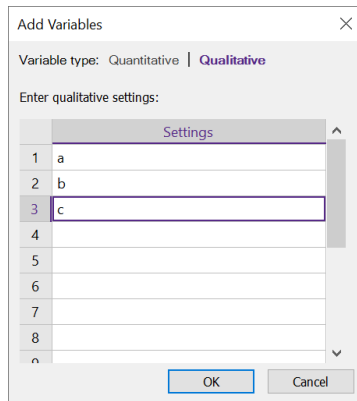 Add Variables
Variable type: Quantitative | Qualitative
Enter qualitative settings:
Settings
1 a
2 b
3 c
4
5
6
7
8
OK Cancel